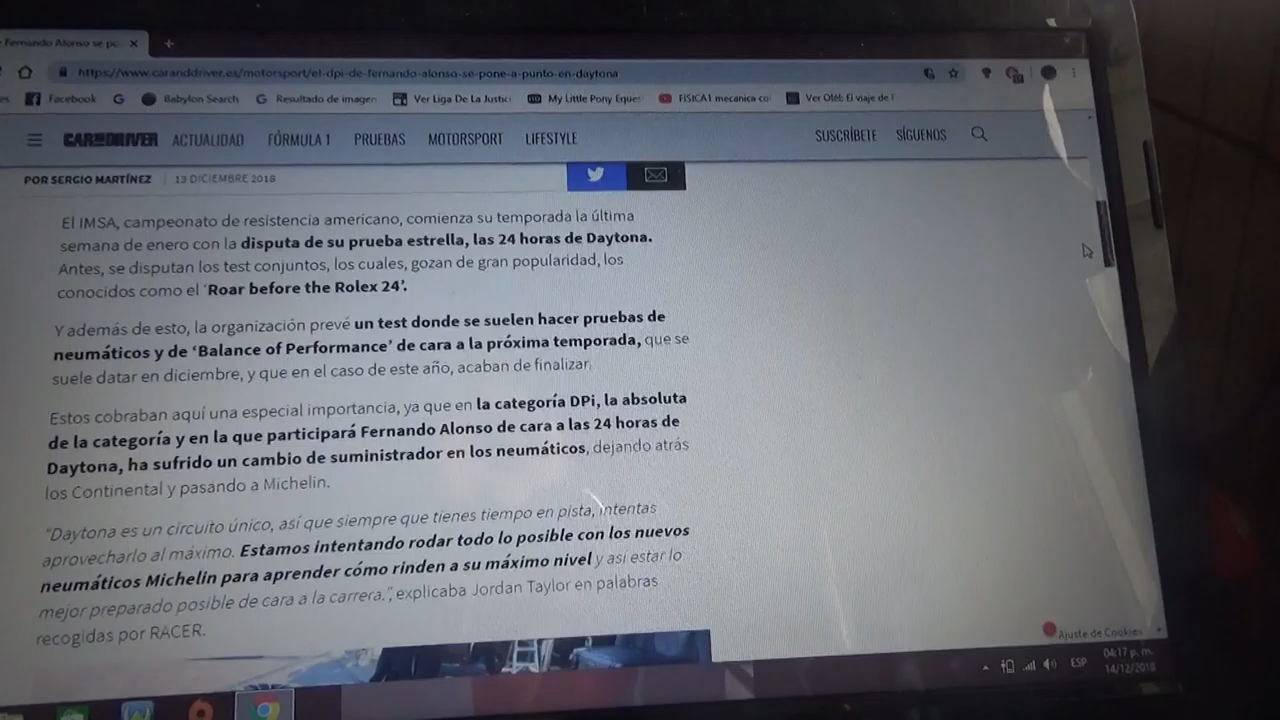 Fernando Alonso se po
https://www.caranddriver.es/motorsport/el-dpi-de-fernando-alonso-se-pone-a-punto-en-daytona
es Facebook Babylon Search Resultado de imagen Ver Liga De La Justic My Little Pony Eques FISICA1 mecanica co Ver Olé: El viaje de F
CAR AND DRIVER ACTUALIDAD FÓRMULA 1 PRUEBAS MOTORSPORT LIFESTYLE SUSCRÍBETE SÍGUENOS
POR SERGIO MARTÍNEZ | 13 DICIEMBRE 2018
El IMSA, campeonato de resistencia americano, comienza su temporada la última
semana de enero con la disputa de su prueba estrella, las 24 horas de Daytona.
Antes, se disputan los test conjuntos, los cuales, gozan de gran popularidad, los
conocidos como el ‘Roar before the Rolex 24’.
Y además de esto, la organización prevé un test donde se suelen hacer pruebas de
neumáticos y de ‘Balance of Performance’ de cara a la próxima temporada, que se
suele datar en diciembre, y que en el caso de este año, acaban de finalizar.
Estos cobraban aquí una especial importancia, ya que en la categoría DPi, la absoluta
de la categoría y en la que participará Fernando Alonso de cara a las 24 horas de
Daytona, ha sufrido un cambio de suministrador en los neumáticos, dejando atrás
los Continental y pasando a Michelin.
“Daytona es un circuito único, así que siempre que tienes tiempo en pista, intentas
aprovecharlo al máximo. Estamos intentando rodar todo lo posible con los nuevos
neumáticos Michelin para aprender cómo rinden a su máximo nivel y así estar lo
mejor preparado posible de cara a la carrera.”, explicaba Jordan Taylor en palabras
recogidas por RACER.
Ajuste de Cookies
ESP 04:17 p. m.
14/12/2018